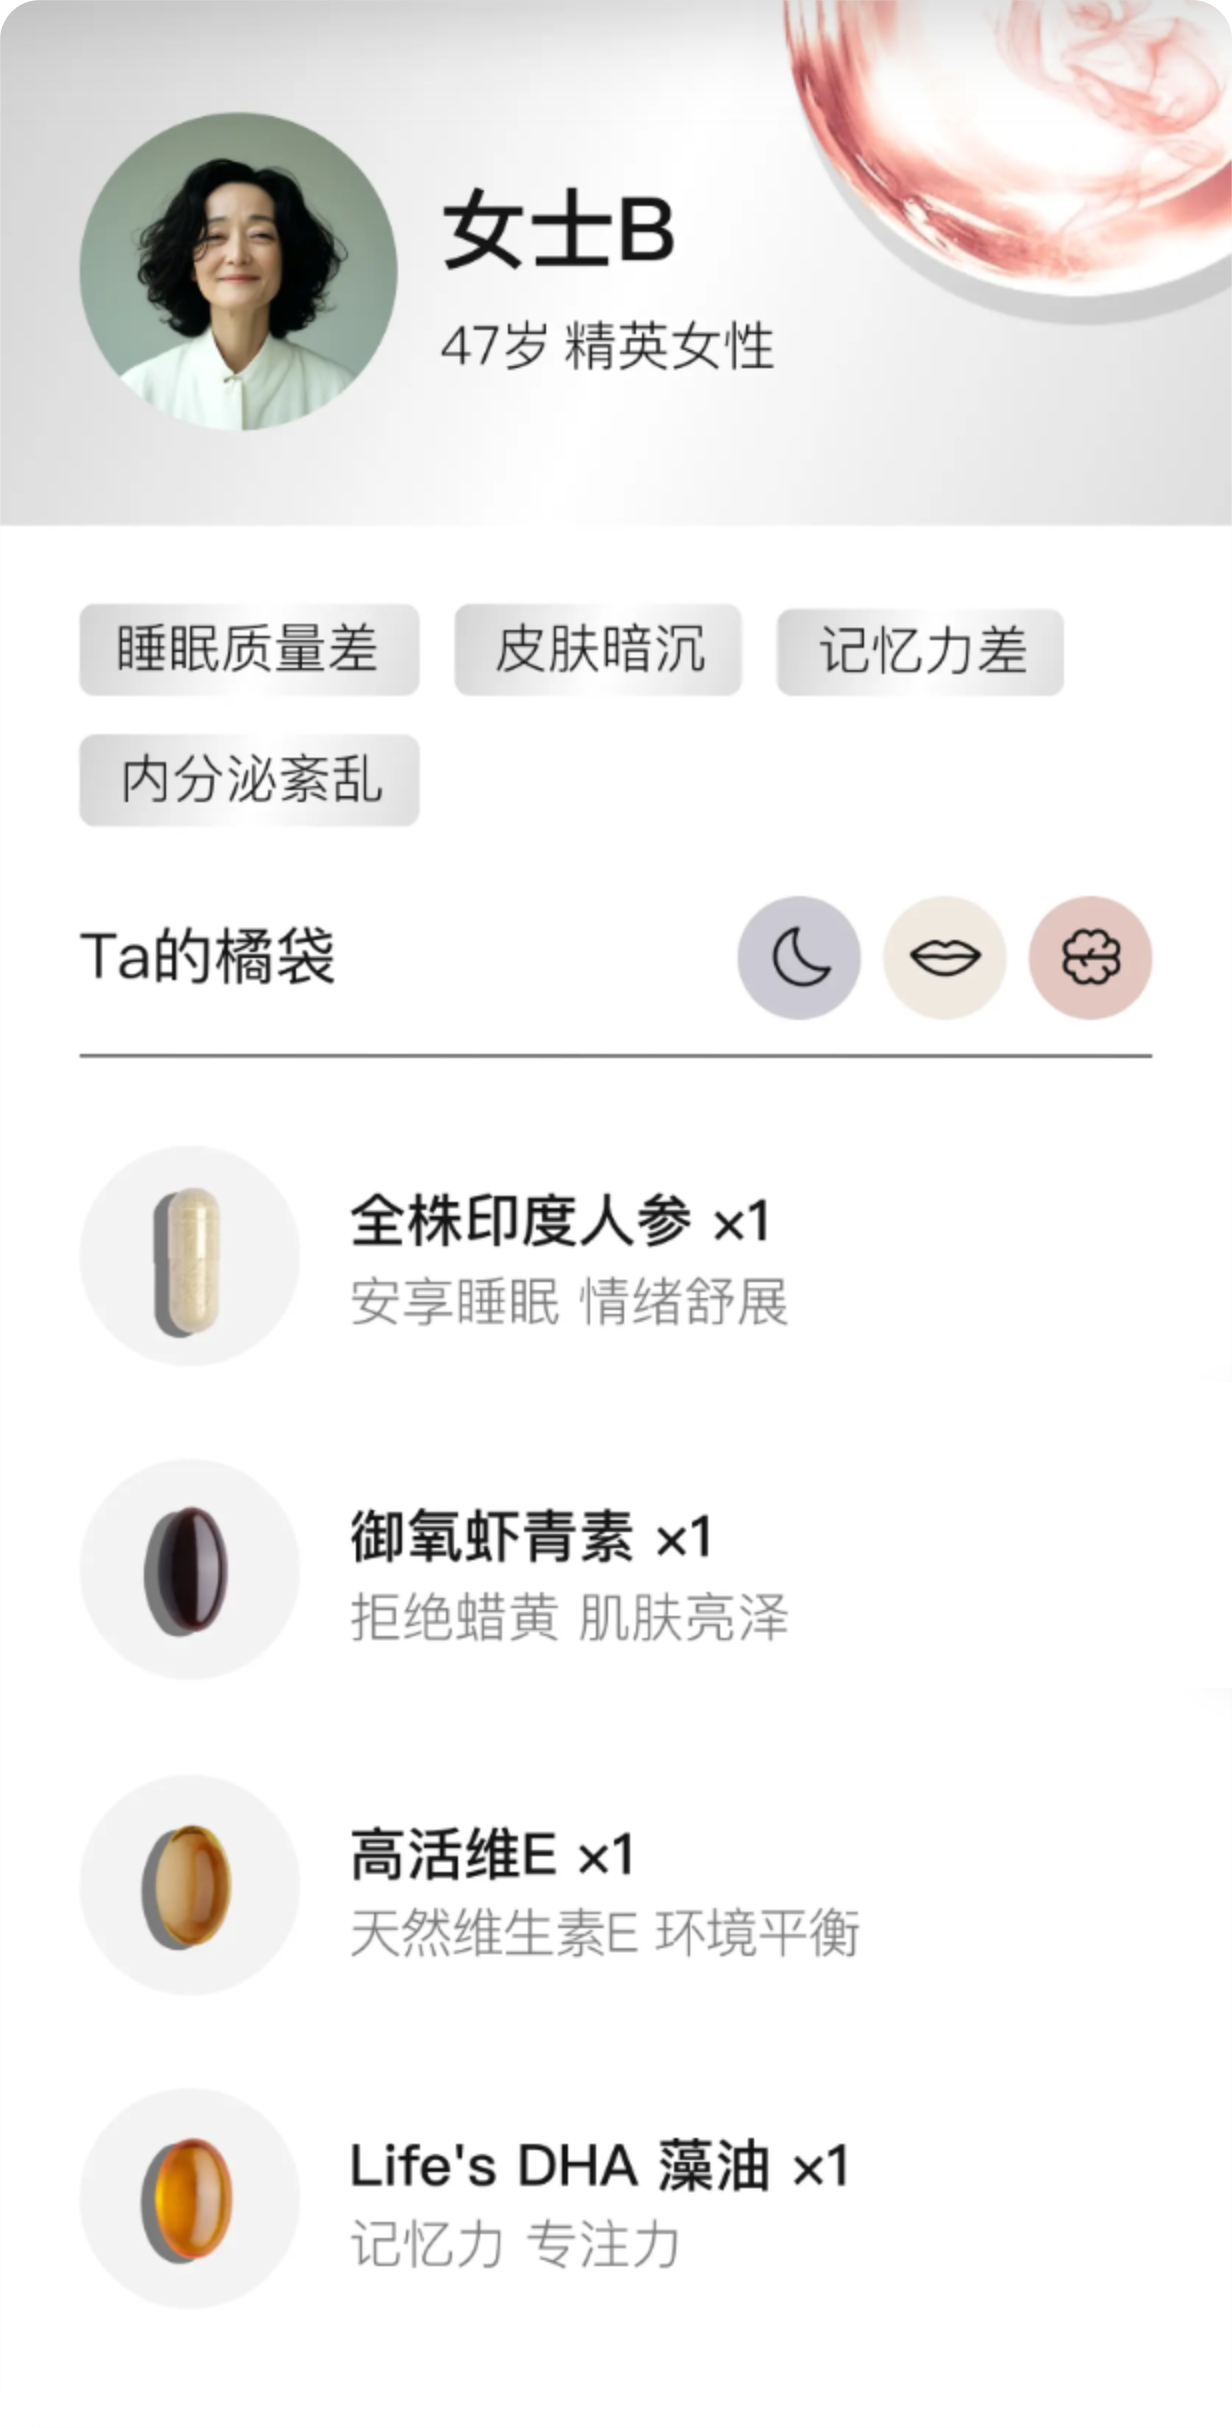 女士B
47岁 精英女性
睡眠质量差 皮肤暗沉 记忆力差
内分泌紊乱
Ta的橘袋
全株印度人参 ×1
安享睡眠 情绪舒展
御氧虾青素 ×1
拒绝蜡黄 肌肤亮泽
高活维E ×1
天然维生素E 环境平衡
Life's DHA 藻油 ×1
记忆力 专注力